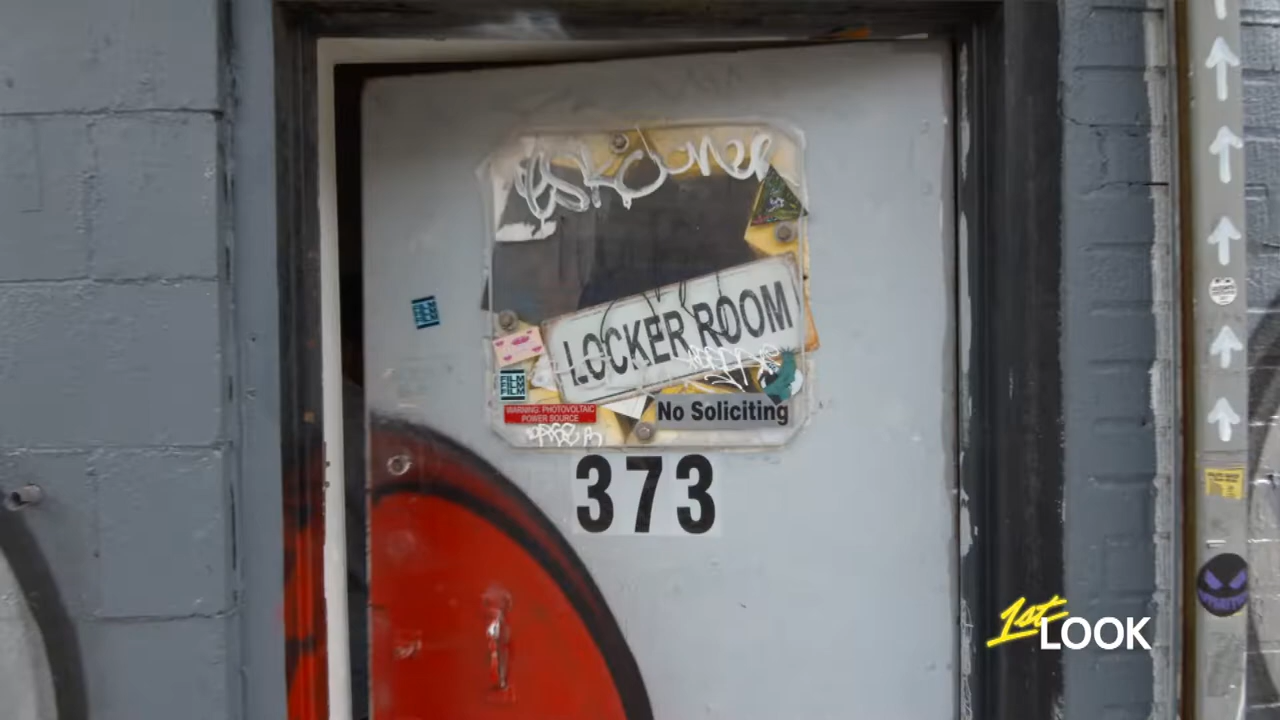 LOCKER ROOM
WARNING: PHOTOVOLTAIC
POWER SOURCE
No Soliciting
373
1st
LOOK